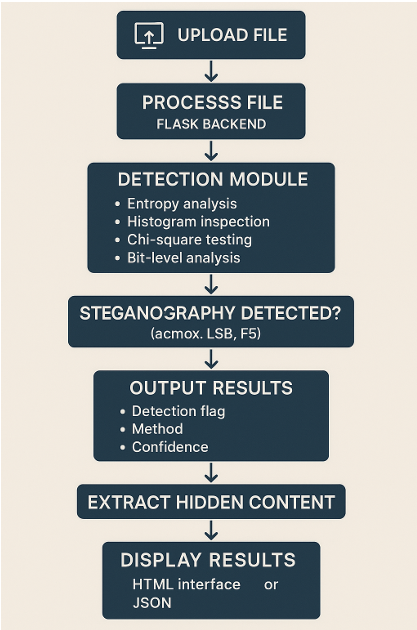 UPLOAD FILE
PROCESSS FILE
FLASK BACKEND
DETECTION MODULE
• Entropy analysis
• Histogram inspection
• Chi-square testing
• Bit-level analysis
STEGANOGRAPHY DETECTED?
(acmox. LSB, F5)
OUTPUT RESULTS
• Detection flag
• Method
• Confidence
EXTRACT HIDDEN CONTENT
DISPLAY RESULTS
HTML interface or
JSON